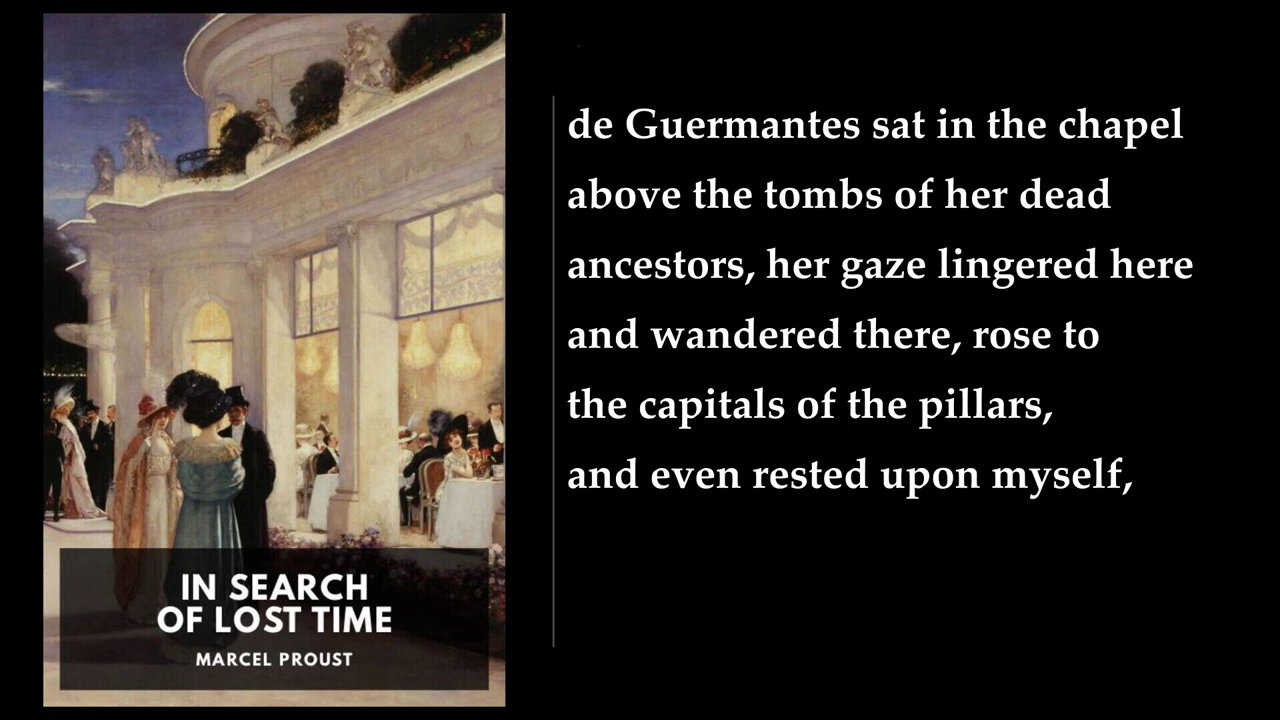 IN SEARCH
OF LOST TIME
MARCEL PROUST
de Guermantes sat in the chapel
above the tombs of her dead
ancestors, her gaze lingered here
and wandered there, rose to
the capitals of the pillars,
and even rested upon myself,